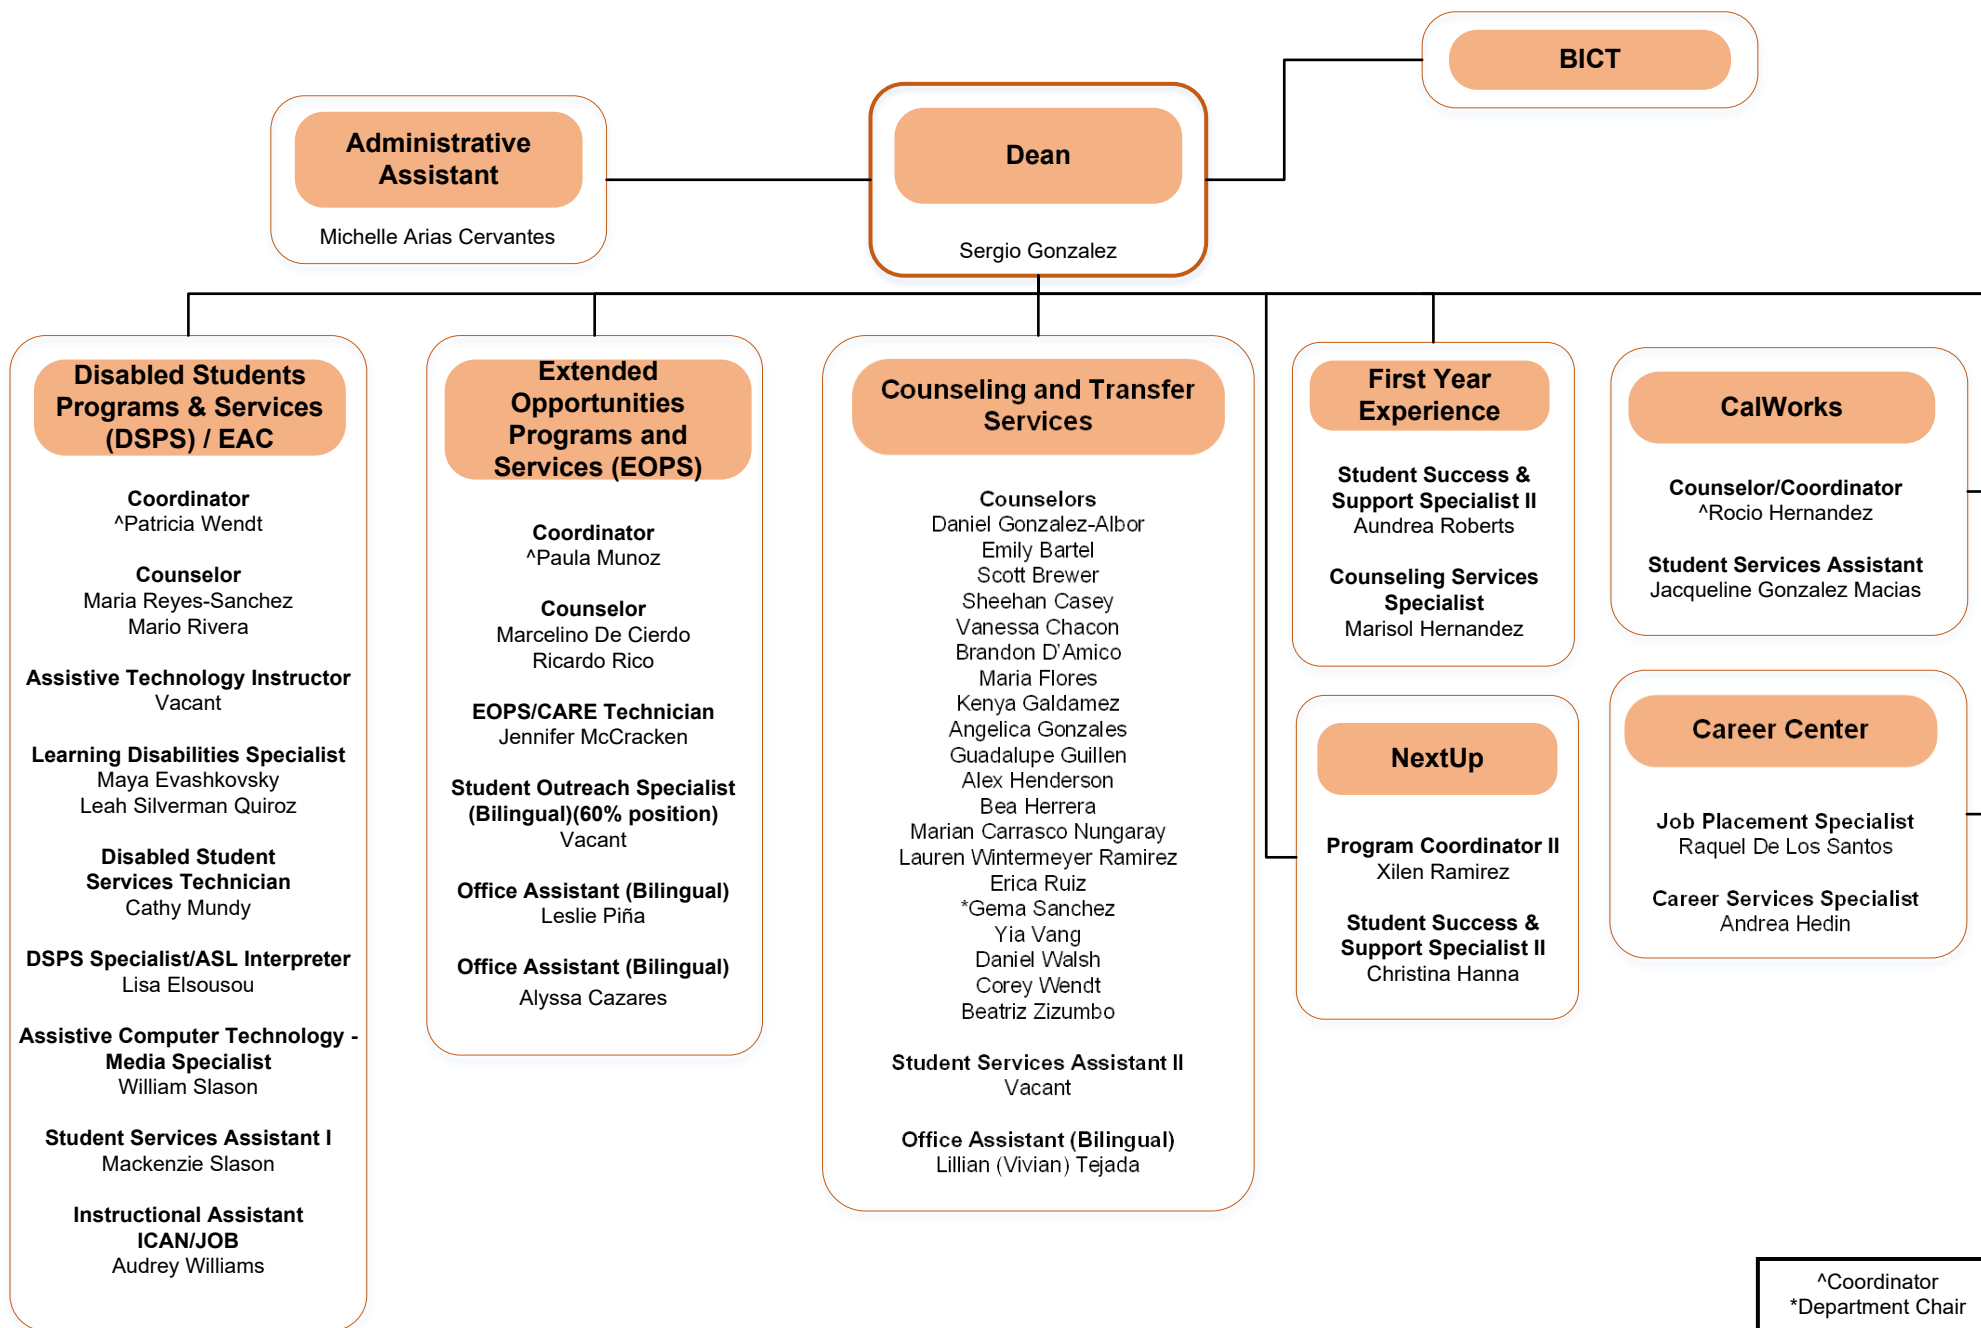 BICT
Administrative
Assistant
Michelle Arias Cervantes
Dean
Sergio Gonzalez
Disabled Students
Programs & Services
(DSPS) / EAC
Coordinator
^Patricia Wendt
Counselor
Maria Reyes-Sanchez
Mario Rivera
Assistive Technology Instructor
Vacant
Learning Disabilities Specialist
Maya Evashkovsky
Leah Silverman Quiroz
Disabled Student
Services Technician
Cathy Mundy
DSPS Specialist/ASL Interpreter
Lisa Elsousou
Assistive Computer Technology -
Media Specialist
William Slason
Student Services Assistant I
Mackenzie Slason
Instructional Assistant
ICAN/JOB
Audrey Williams
Extended
Opportunities
Programs and
Services (EOPS)
Coordinator
^Paula Munoz
Counselor
Marcelino De Cierdo
Ricardo Rico
EOPS/CARE Technician
Jennifer McCracken
Student Outreach Specialist
(Bilingual)(60% position)
Vacant
Office Assistant (Bilingual)
Leslie Piña
Office Assistant (Bilingual)
Alyssa Cazares
Counseling and Transfer
Services
Counselors
Daniel Gonzalez-Albor
Emily Bartel
Scott Brewer
Sheehan Casey
Vanessa Chacon
Brandon D'Amico
Maria Flores
Kenya Galdamez
Angelica Gonzales
Guadalupe Guillen
Alex Henderson
Bea Herrera
Marian Carrasco Nungaray
Lauren Wintermeyer Ramirez
Erica Ruiz
*Gema Sanchez
Yia Vang
Daniel Walsh
Corey Wendt
Beatriz Zizumbo
Student Services Assistant II
Vacant
Office Assistant (Bilingual)
Lillian (Vivian) Tejada
First Year
Experience
Student Success &
Support Specialist II
Aundrea Roberts
Counseling Services
Specialist
Marisol Hernandez
NextUp
Program Coordinator II
Xilen Ramirez
Student Success &
Support Specialist II
Christina Hanna
CalWorks
Counselor/Coordinator
^Rocio Hernandez
Student Services Assistant
Jacqueline Gonzalez Macias
Career Center
Job Placement Specialist
Raquel De Los Santos
Career Services Specialist
Andrea Hedin
^Coordinator
*Department Chair